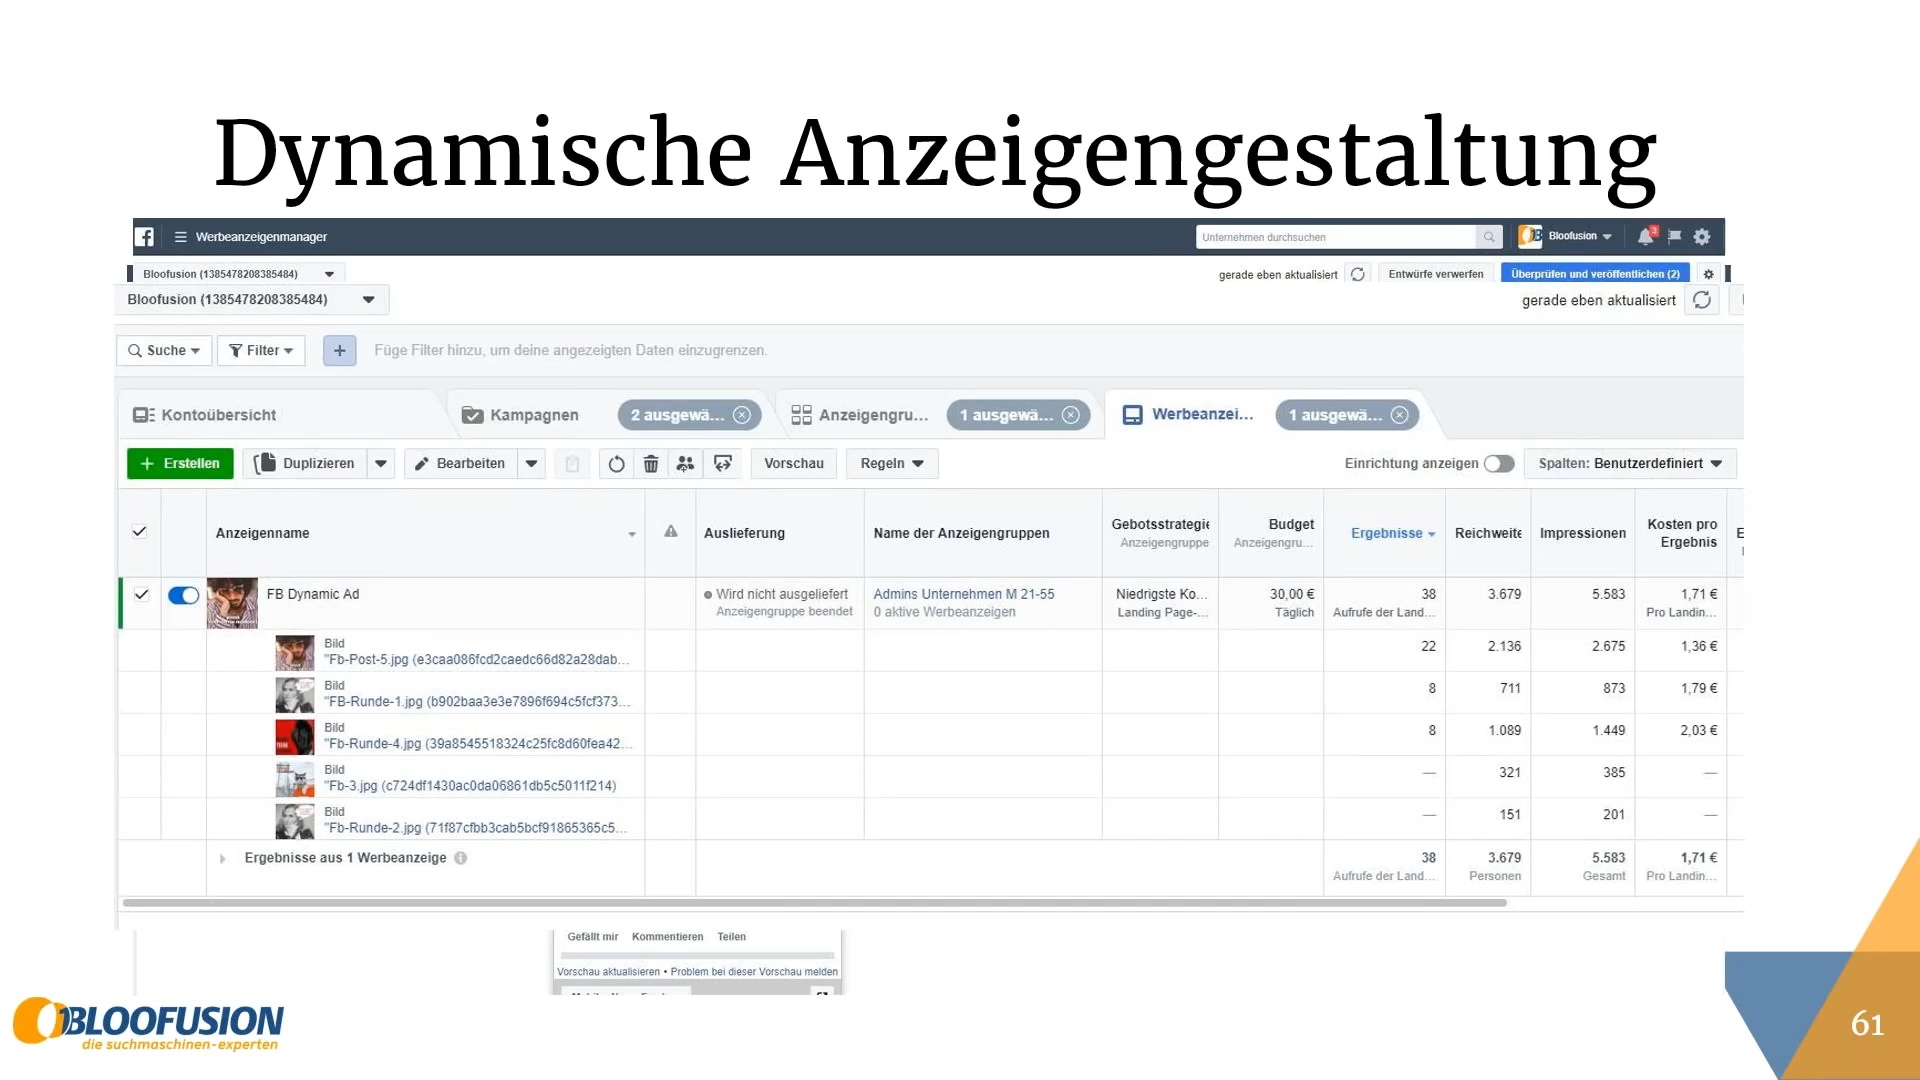 Dynamische Anzeigengestaltung
Werbeanzeigenmanager
Unternehmen durchsuchen
Bloofusion
3
Bloofusion (1385478208385484)
gerade eben aktualisiert
Entwürfe verwerfen
Überprüfen und veröffentlichen (2)
Bloofusion (1385478208385484)
gerade eben aktualisiert
Suche
Filter
+
Füge Filter hinzu, um deine angezeigten Daten einzugrenzen.
Kontoübersicht
Kampagnen
2 ausgewä...
Anzeigengru...
1 ausgewä...
Werbeanzei...
1 ausgewä...
+ Erstellen
Duplizieren
Bearbeiten
Vorschau
Regeln
Einrichtung anzeigen
Spalten: Benutzerdefiniert
Anzeigenname
Auslieferung
Name der Anzeigengruppen
Gebotsstrategie
Anzeigengruppe
Budget
Anzeigengru...
Ergebnisse
Reichweite
Impressionen
Kosten pro
Ergebnis
FB Dynamic Ad
Wird nicht ausgeliefert
Anzeigengruppe beendet
Admins Unternehmen M 21-55
0 aktive Werbeanzeigen
Niedrigste Ko...
Landing Page-...
30,00 €
Täglich
38
Aufrufe der Land...
3.679
5.583
1,71 €
Pro Landin...
Bild
"Fb-Post-5.jpg (e3caa086fcd2caedc66d82a28dab...
22 2.136 2.675 1,36 €
Bild
"FB-Runde-1.jpg (b902baa3e3e7896f694c5fcf373...
8 711 873 1,79 €
Bild
"Fb-Runde-4.jpg (39a8545518324c25fc8d60fea42...
8 1.089 1.449 2,03 €
Bild
"Fb-3.jpg (c724df1430ac0da06861db5c5011f214)
— 321 385 —
Bild
"Fb-Runde-2.jpg (71f87cfbb3cab5bcf91865365c5...
— 151 201 —
Ergebnisse aus 1 Werbeanzeige
38
Aufrufe der Land...
3.679
Personen
5.583
Gesamt
1,71 €
Pro Landin...
Gefällt mir Kommentieren Teilen
Vorschau aktualisieren • Problem bei dieser Vorschau melden
BLOOFUSION
die suchmaschinen-experten
61